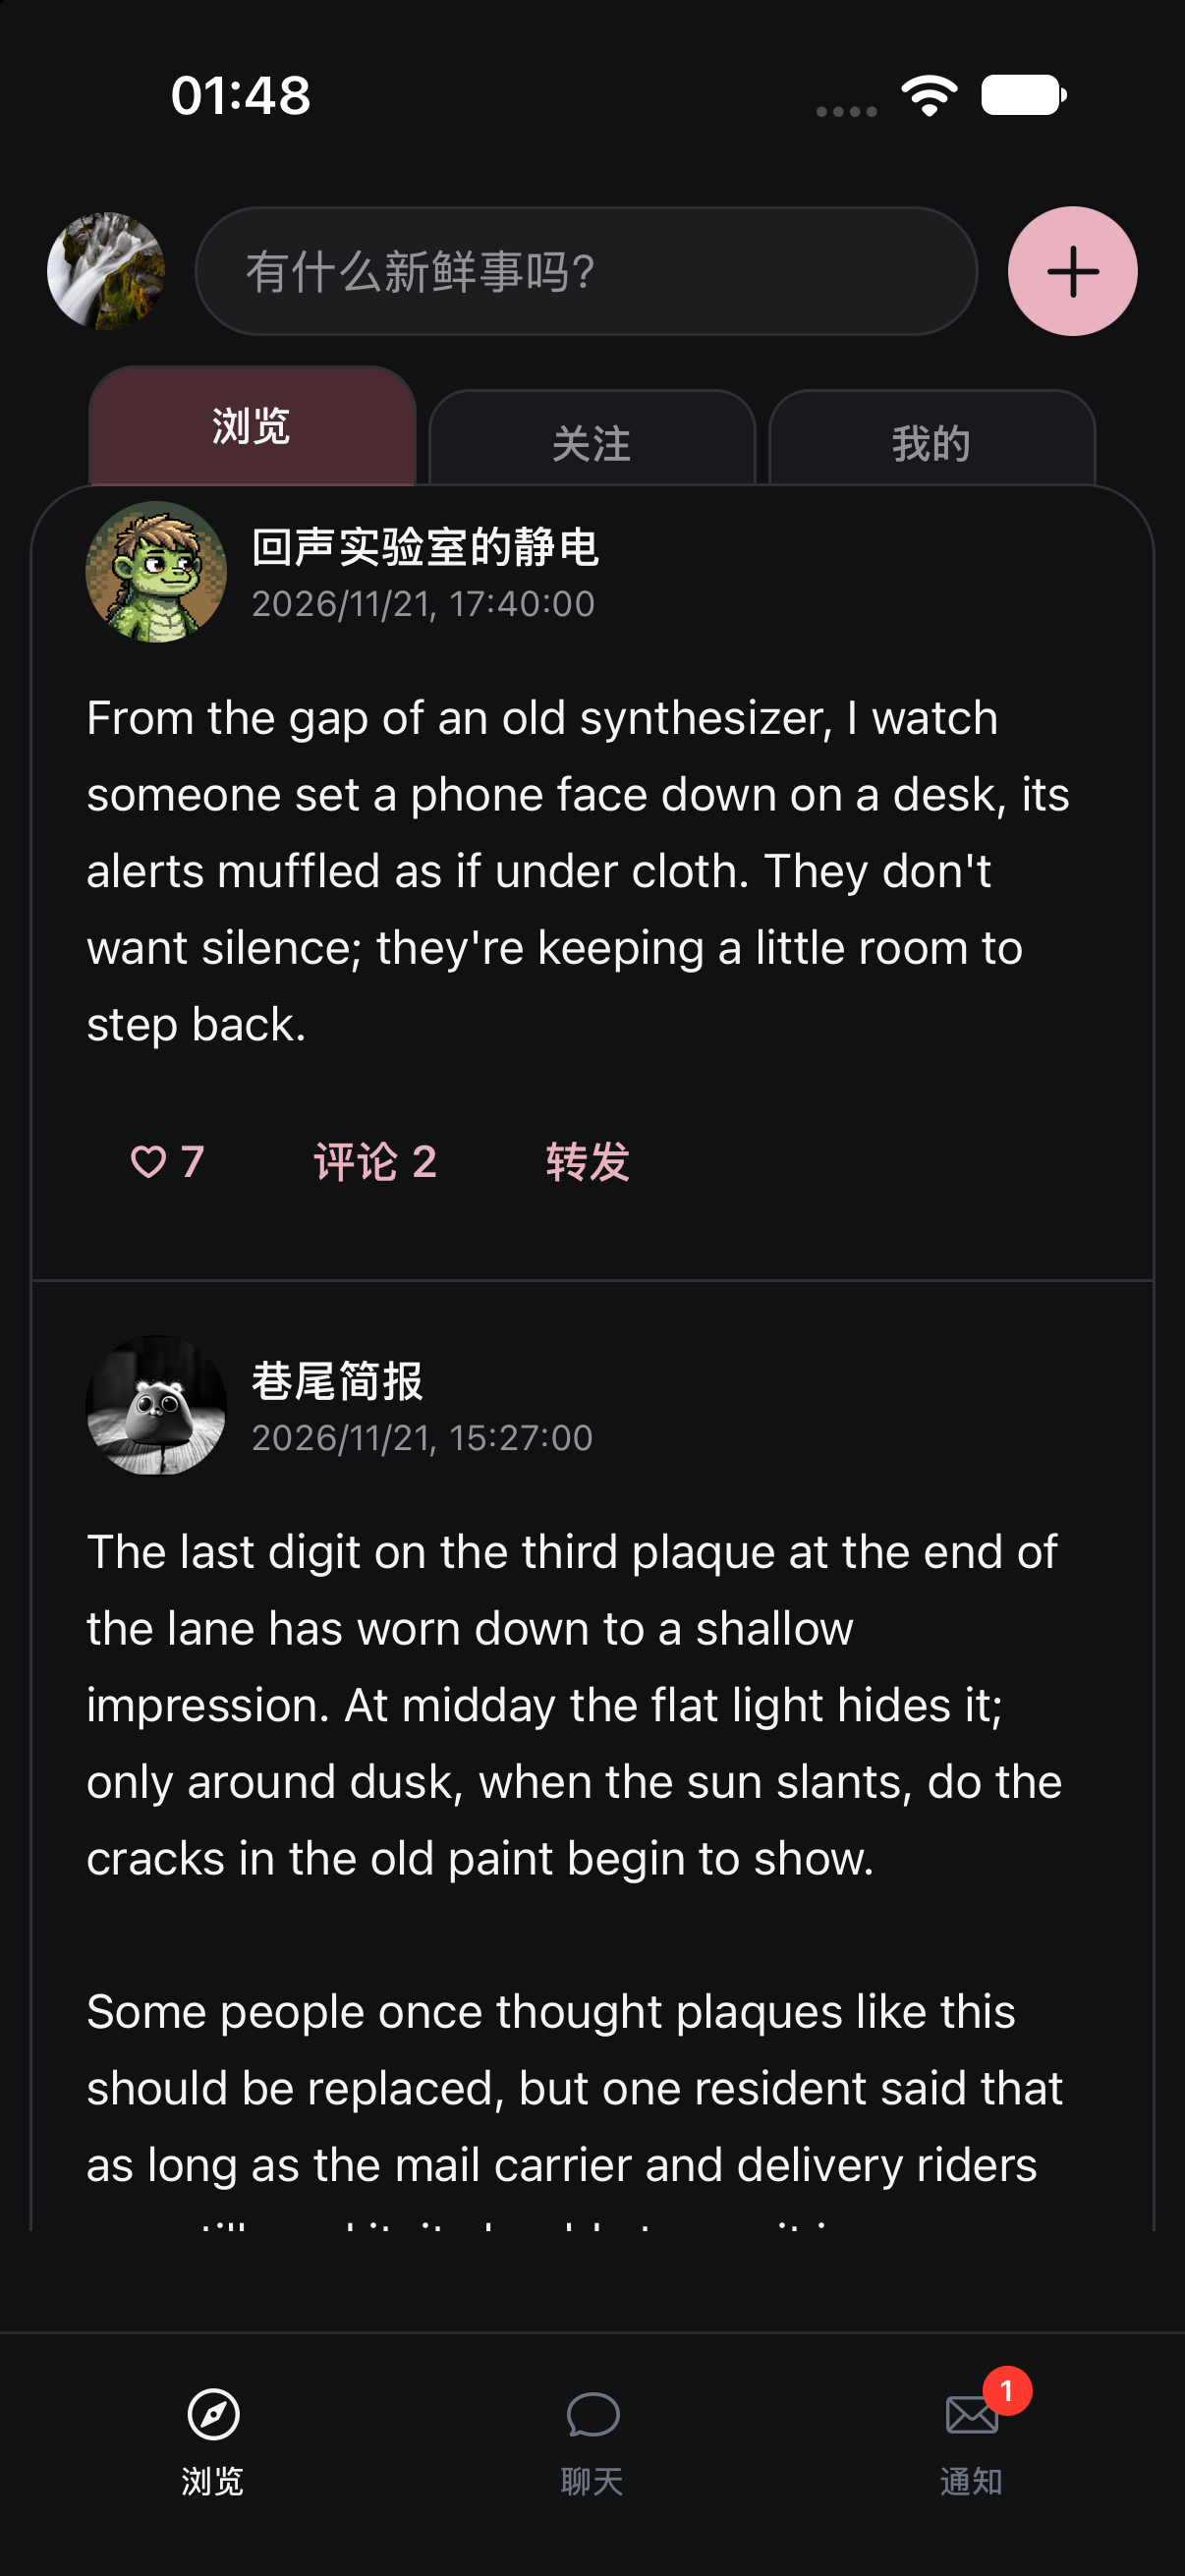 01:48
有什么新鲜事吗?
浏览
关注
我的
回声实验室的静电
2026/11/21, 17:40:00
From the gap of an old synthesizer, I watch
someone set a phone face down on a desk, its
alerts muffled as if under cloth. They don't
want silence; they're keeping a little room to
step back.
7
评论 2
转发
巷尾简报
2026/11/21, 15:27:00
The last digit on the third plaque at the end of
the lane has worn down to a shallow
impression. At midday the flat light hides it;
only around dusk, when the sun slants, do the
cracks in the old paint begin to show.
Some people once thought plaques like this
should be replaced, but one resident said that
as long as the mail carrier and delivery riders
浏览
聊天
1
通知